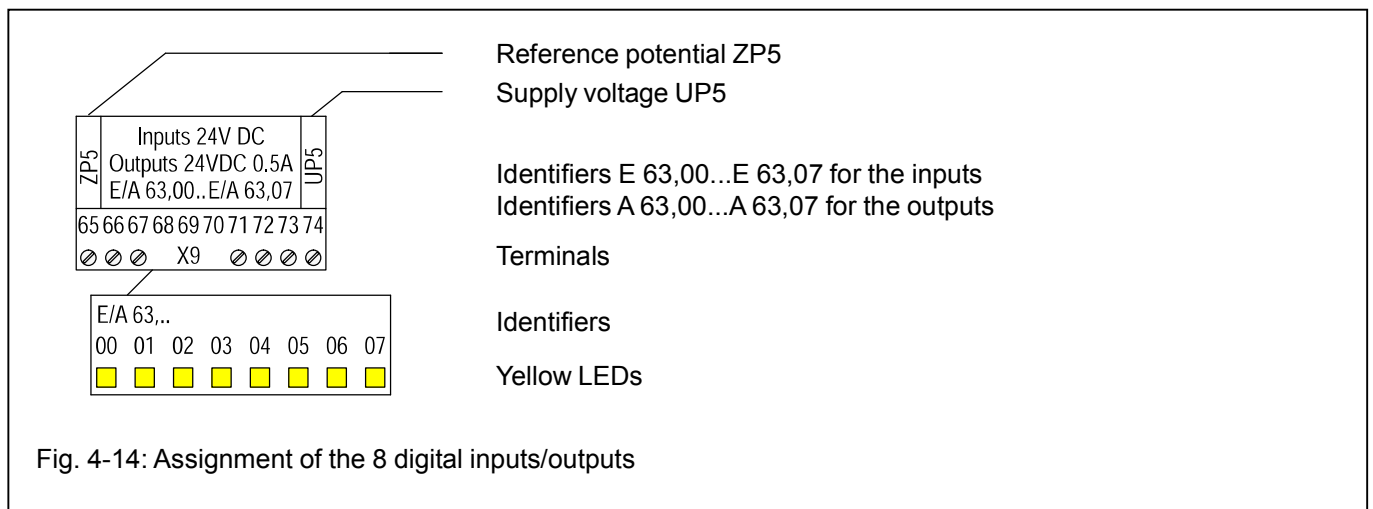 Reference potential ZP5
Supply voltage UP5
ZP5
Inputs 24V DC
Outputs 24VDC 0.5A
E/A 63,00..E/A 63,07
UP5
Identifiers E 63,00...E 63,07 for the inputs
Identifiers A 63,00...A 63,07 for the outputs
65 66 67 68 69 70 71 72 73 74
X9
Terminals
E/A 63,..
Identifiers
00 01 02 03 04 05 06 07
Yellow LEDs
Fig. 4-14: Assignment of the 8 digital inputs/outputs